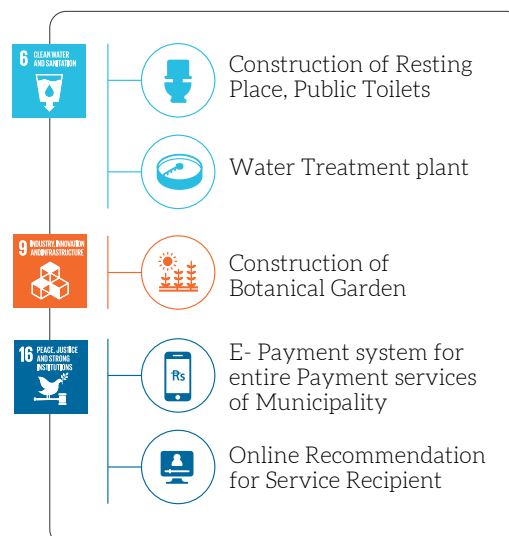 6 CLEAN WATER
AND SANITATION
Construction of Resting
Place, Public Toilets
Water Treatment plant
9 INDUSTRY, INNOVATION
AND INFRASTRUCTURE
Construction of
Botanical Garden
16 PEACE, JUSTICE
AND STRONG
INSTITUTIONS
Rs
E- Payment system for
entire Payment services
of Municipality
Online Recommendation
for Service Recipient